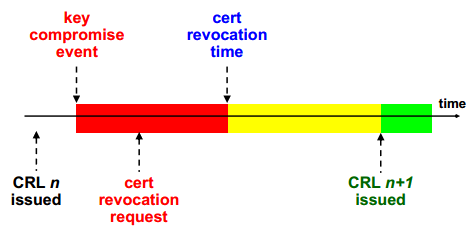 key
compromise
event
cert
revocation
time
time
CRL n
issued
cert
revocation
request
CRL n+1
issued